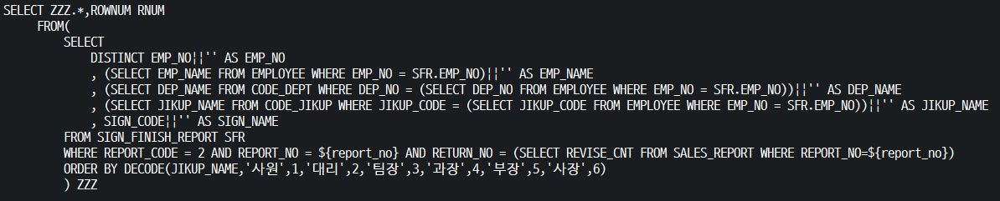 SELECT ZZZ.*,ROWNUM RNUM
FROM(
SELECT
DISTINCT EMP_NO||'' AS EMP_NO
, (SELECT EMP_NAME FROM EMPLOYEE WHERE EMP_NO = SFR.EMP_NO)||'' AS EMP_NAME
, (SELECT DEP_NAME FROM CODE_DEPT WHERE DEP_NO = (SELECT DEP_NO FROM EMPLOYEE WHERE EMP_NO = SFR.EMP_NO))||'' AS DEP_NAME
, (SELECT JIKUP_NAME FROM CODE_JIKUP WHERE JIKUP_CODE = (SELECT JIKUP_CODE FROM EMPLOYEE WHERE EMP_NO = SFR.EMP_NO))||'' AS JIKUP_NAME
, SIGN_CODE||'' AS SIGN_NAME
FROM SIGN_FINISH_REPORT SFR
WHERE REPORT_CODE = 2 AND REPORT_NO = ${report_no} AND RETURN_NO = (SELECT REVISE_CNT FROM SALES_REPORT WHERE REPORT_NO=${report_no})
ORDER BY DECODE(JIKUP_NAME,'사원',1,'대리',2,'팀장',3,'과장',4,'부장',5,'사장',6)
) ZZZ